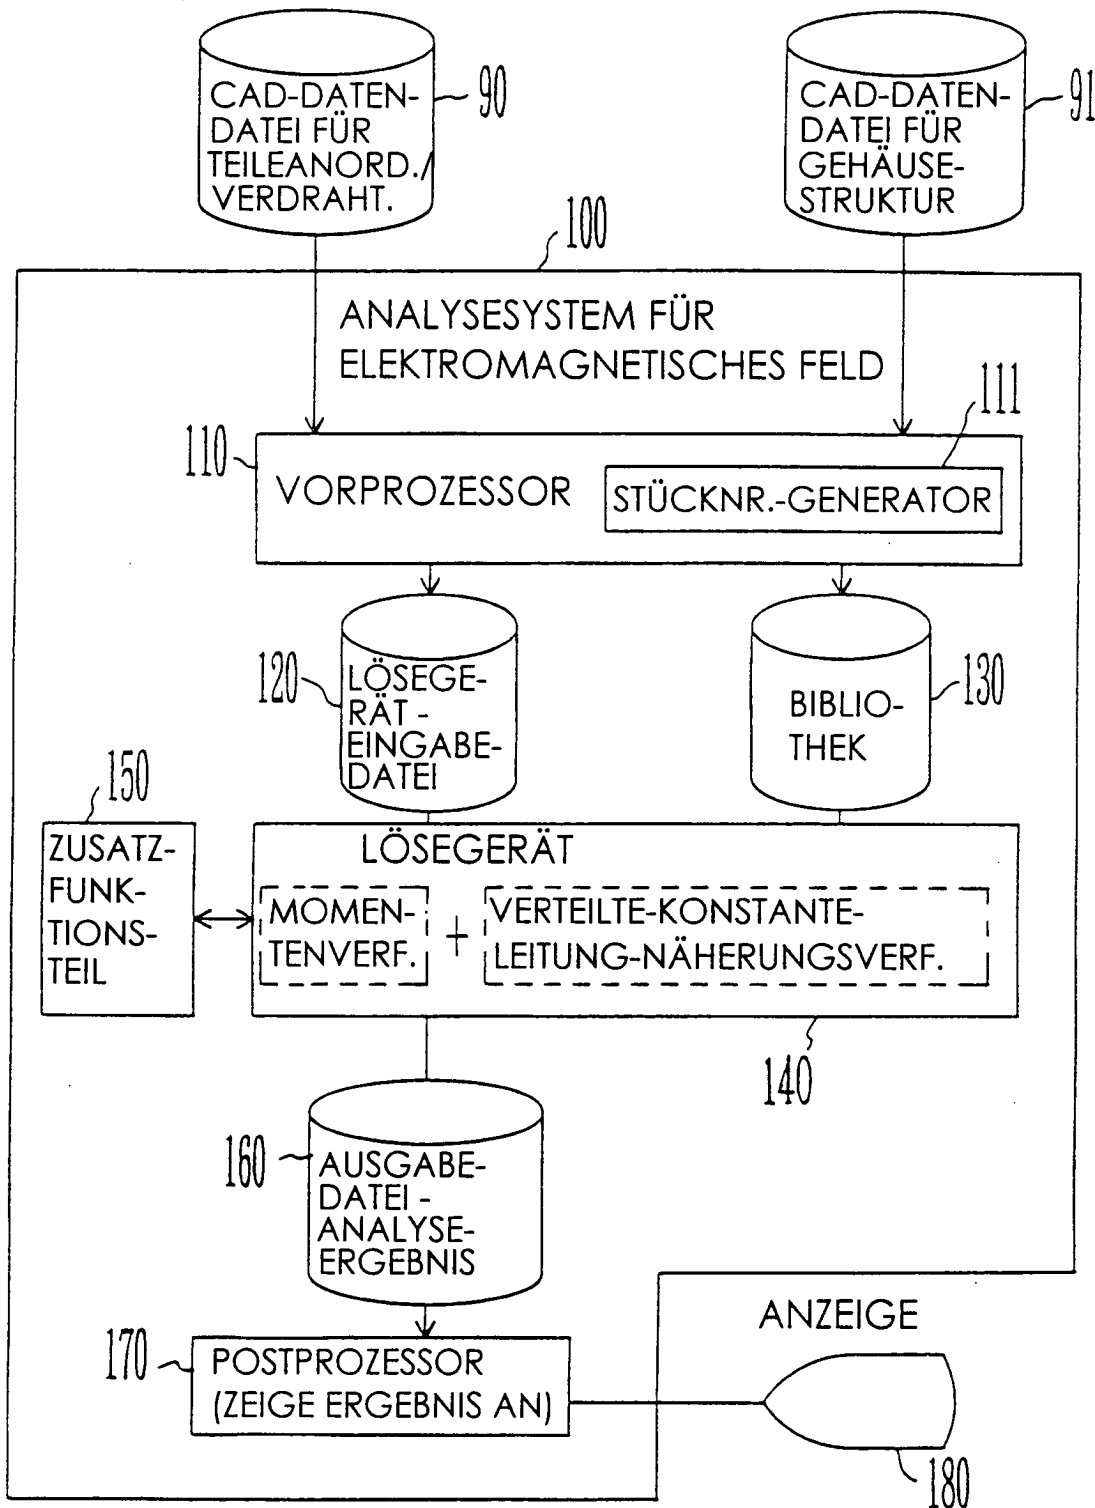 CAD-DATEN-
DATEI FÜR
TEILEANORD./
VERDRAHT.
90
CAD-DATEN-
DATEI FÜR
GEHÄUSE-
STRUKTUR
91
100
ANALYSESYSTEM FÜR
ELEKTROMAGNETISCHES FELD
111
110
VORPROZESSOR
STÜCKNR.-GENERATOR
120
LÖSEGE-
RÄT -
EINGABE-
DATEI
BIBLIO-
THEK
130
150
ZUSATZ-
FUNK-
TIONS-
TEIL
LÖSEGERÄT
MOMEN-
TENVERF.
+
VERTEILTE-KONSTANTE-
LEITUNG-NÄHERUNGSVERF.
140
160
AUSGABE-
DATEI -
ANALYSE-
ERGEBNIS
170
POSTPROZESSOR
(ZEIGE ERGEBNIS AN)
ANZEIGE
180